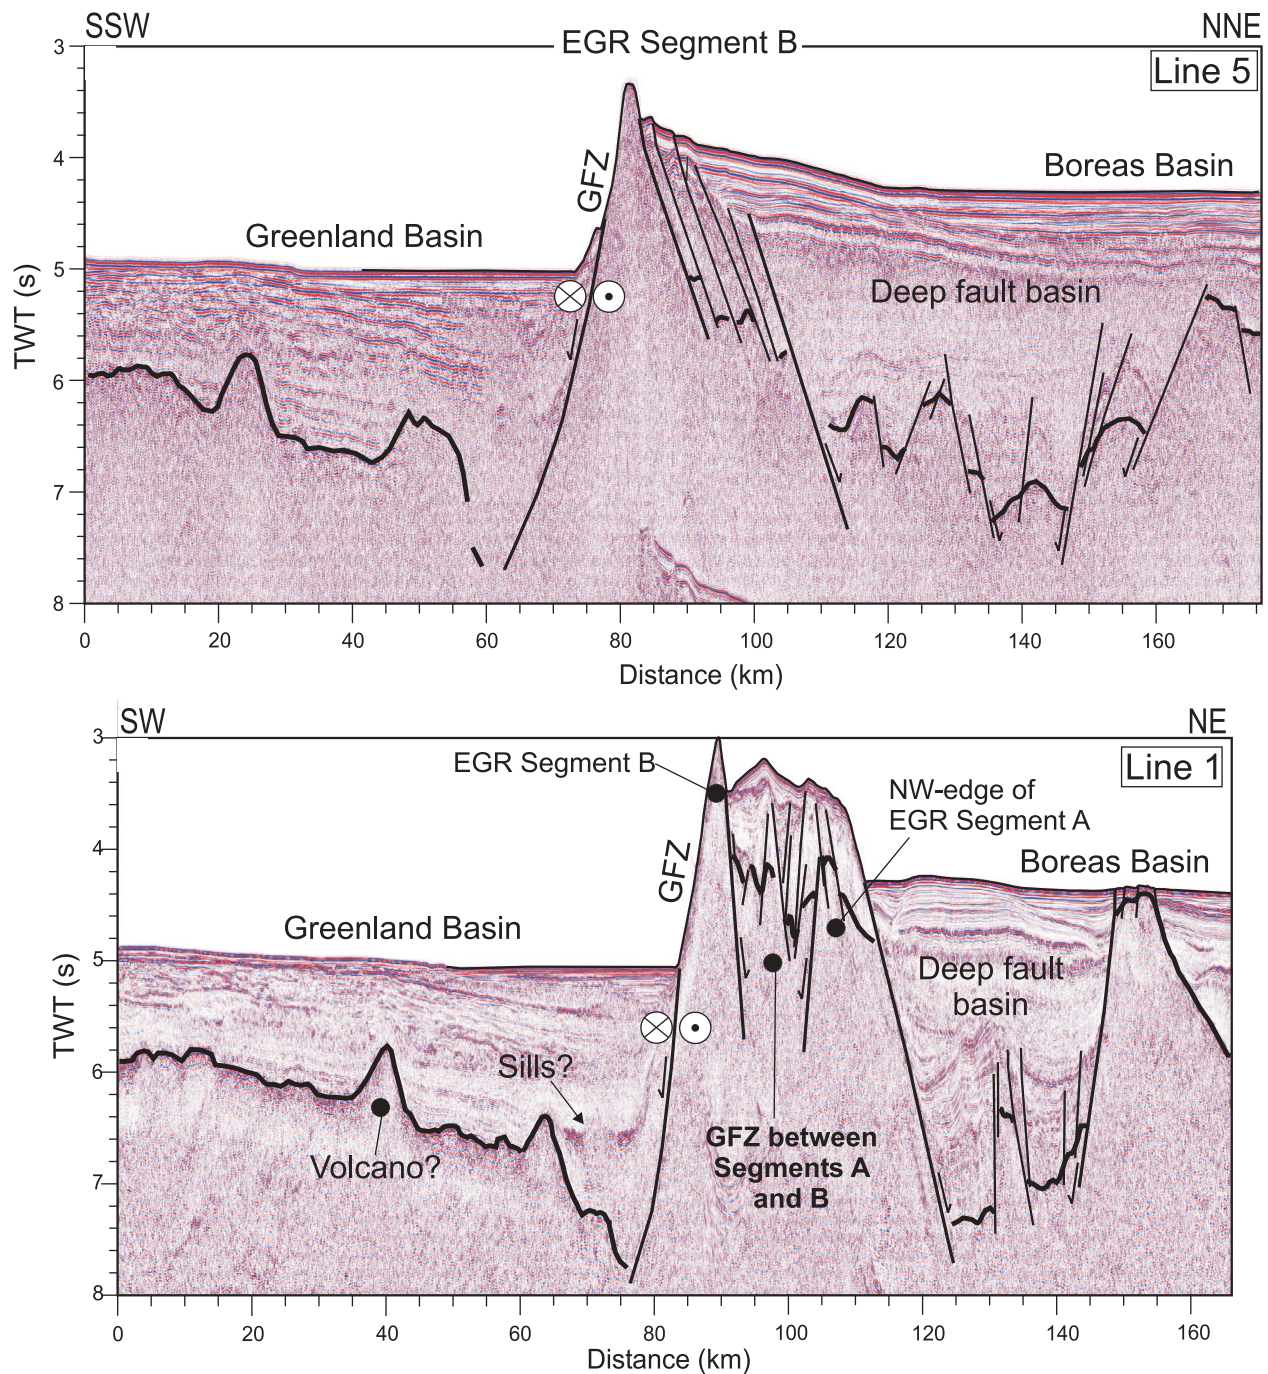 SSW
NNE
EGR Segment B
Line 5
3
4
5
6
7
8
TWT (s)
GFZ
Greenland Basin
Boreas Basin
Deep fault basin
0
20
40
60
80
100
120
140
160
Distance (km)
SW
NE
Line 1
3
4
5
6
7
8
TWT (s)
EGR Segment B
NW-edge of
EGR Segment A
GFZ
Greenland Basin
Boreas Basin
Deep fault
basin
Sills?
Volcano?
GFZ between
Segments A
and B
0
20
40
60
80
100
120
140
160
Distance (km)